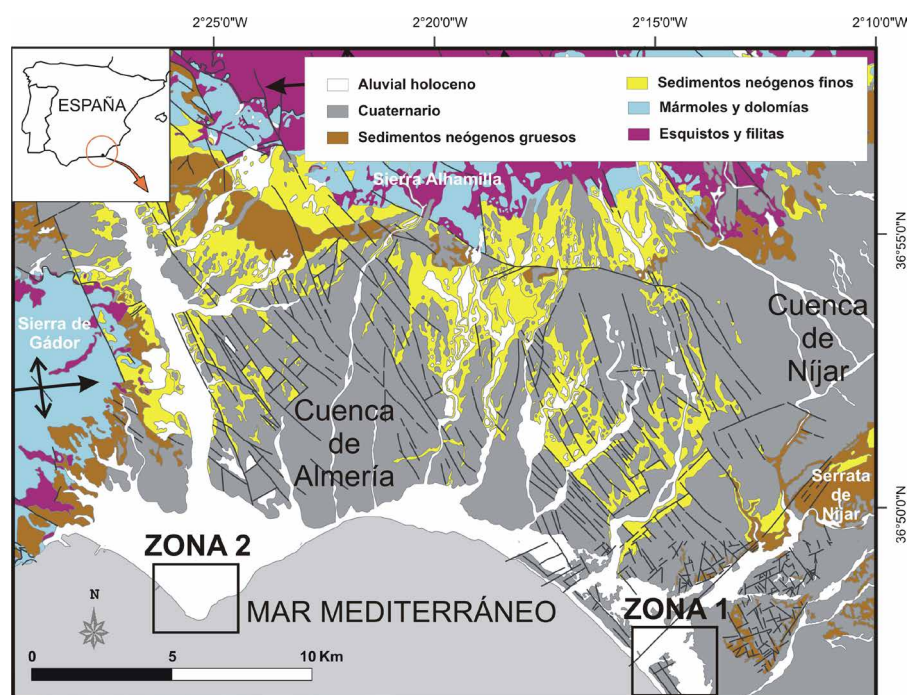 2°25'0"W
2°20'0"W
2°15'0"W
2°10'0"W
ESPAÑA
Aluvial holoceno
Cuaternario
Sedimentos neógenos gruesos
Sedimentos neógenos finos
Mármoles y dolomías
Esquistos y filitas
Sierra Alhamilla
36°55'0"N
Sierra de
Gádor
Cuenca
de
Níjar
Cuenca
de
Almería
Serrata
de
Níjar
36°50'0"N
ZONA 2
MAR MEDITERRÁNEO
ZONA 1
N
0
5
10 Km